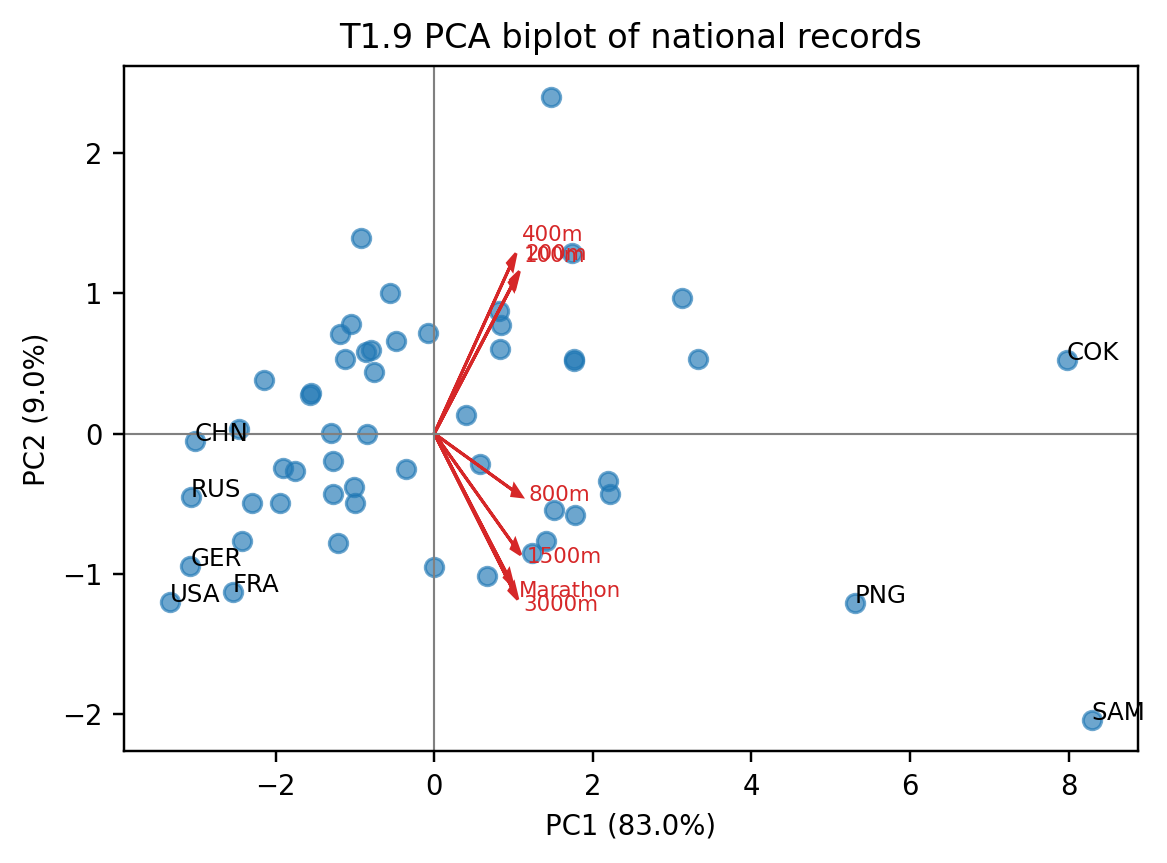 T1.9 PCA biplot of national records
PC2 (9.0%)
2
1
0
−1
−2
400m
200m
100m
COK
CHN
RUS
800m
GER
1500m
FRA
USA
Marathon
3000m
PNG
SAM
−2
0
2
4
6
8
PC1 (83.0%)